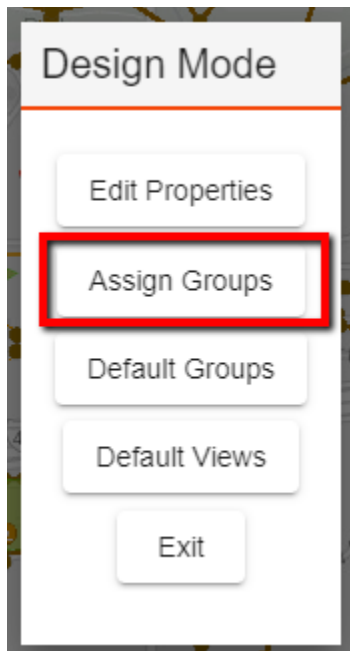 Design Mode
Edit Properties
Assign Groups
Default Groups
Default Views
Exit